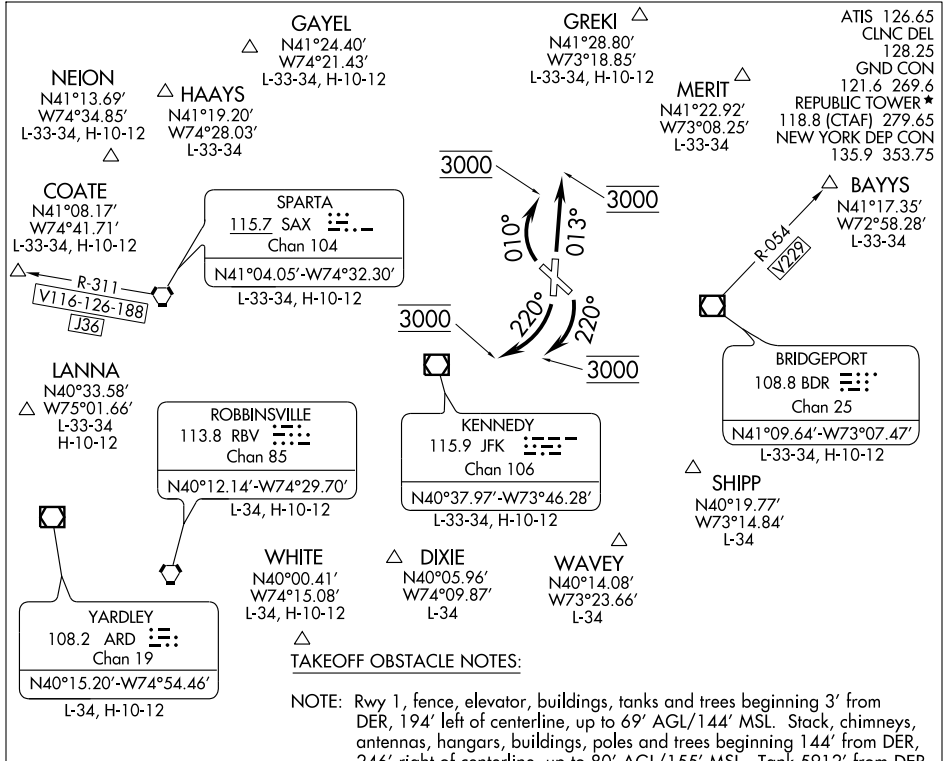 GAYEL
N41°24.40′
W74°21.43′
L-33-34, H-10-12
GREKI
N41°28.80′
W73°18.85′
L-33-34, H-10-12
ATIS 126.65
CLNC DEL
128.25
GND CON
121.6 269.6
REPUBLIC TOWER★
118.8 (CTAF) 279.65
NEW YORK DEP CON
135.9 353.75
NEION
N41°13.69′
W74°34.85′
L-33-34, H-10-12
HAAYS
N41°19.20′
W74°28.03′
L-33-34
MERIT
N41°22.92′
W73°08.25′
L-33-34
COATE
N41°08.17′
W74°41.71′
L-33-34, H-10-12
SPARTA
115.7 SAX
Chan 104
N41°04.05′-W74°32.30′
L-33-34, H-10-12
R-311
V116-126-188
J36
3000
3000
010°
013°
220°
220°
3000
3000
BAYYS
N41°17.35′
W72°58.28′
L-33-34
R-054
V229
BRIDGEPORT
108.8 BDR
Chan 25
N41°09.64′-W73°07.47′
L-33-34, H-10-12
LANNA
N40°33.58′
W75°01.66′
L-33-34
H-10-12
ROBBINSVILLE
113.8 RBV
Chan 85
N40°12.14′-W74°29.70′
L-34, H-10-12
KENNEDY
115.9 JFK
Chan 106
N40°37.97′-W73°46.28′
L-33-34, H-10-12
SHIPP
N40°19.77′
W73°14.84′
L-34
YARDLEY
108.2 ARD
Chan 19
N40°15.20′-W74°54.46′
L-34, H-10-12
WHITE
N40°00.41′
W74°15.08′
L-34, H-10-12
DIXIE
N40°05.96′
W74°09.87′
L-34
WAVEY
N40°14.08′
W73°23.66′
L-34
TAKEOFF OBSTACLE NOTES:
NOTE: Rwy 1, fence, elevator, buildings, tanks and trees beginning 3′ from
DER, 194′ left of centerline, up to 69′ AGL/144′ MSL. Stack, chimneys,
antennas, hangars, buildings, poles and trees beginning 144′ from DER,
246′ right of centerline, up to 80′ AGL/155′ MSL. Tank 5912′ from DER